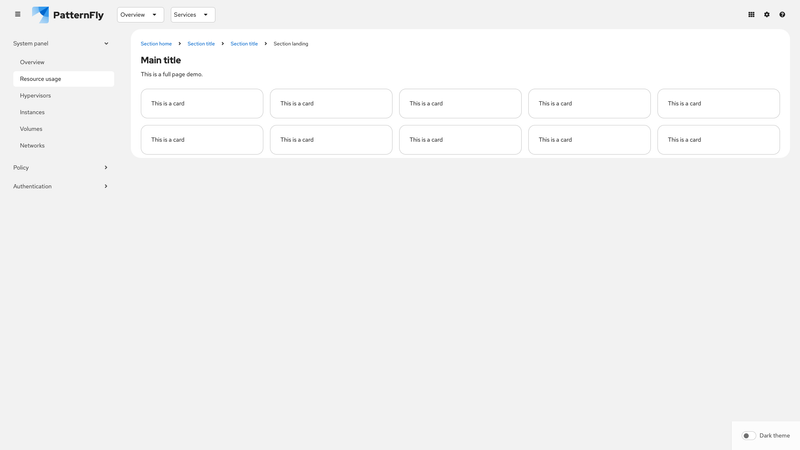 PatternFly
Overview
Services
System panel
Overview
Resource usage
Hypervisors
Instances
Volumes
Networks
Policy
Authentication
Section home
Section title
Section title
Section landing
Main title
This is a full page demo.
This is a card
This is a card
This is a card
This is a card
This is a card
This is a card
This is a card
This is a card
This is a card
This is a card
Dark theme